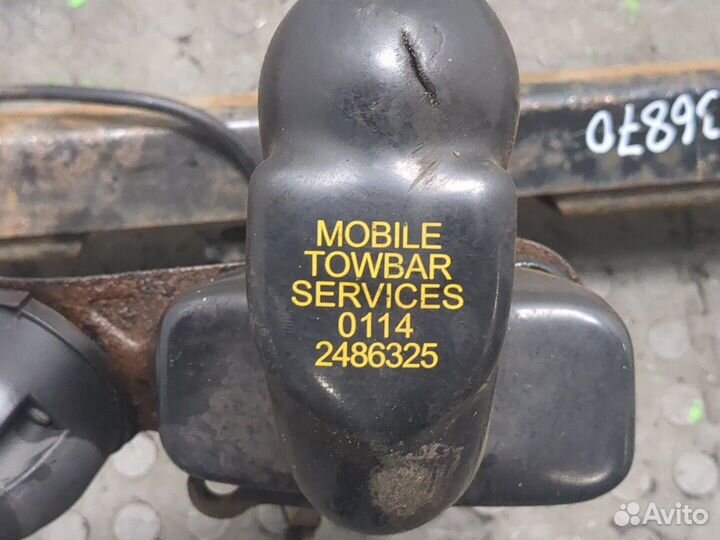 MOBILE
TOWBAR
SERVICES
0114
2486325
36870
Avito